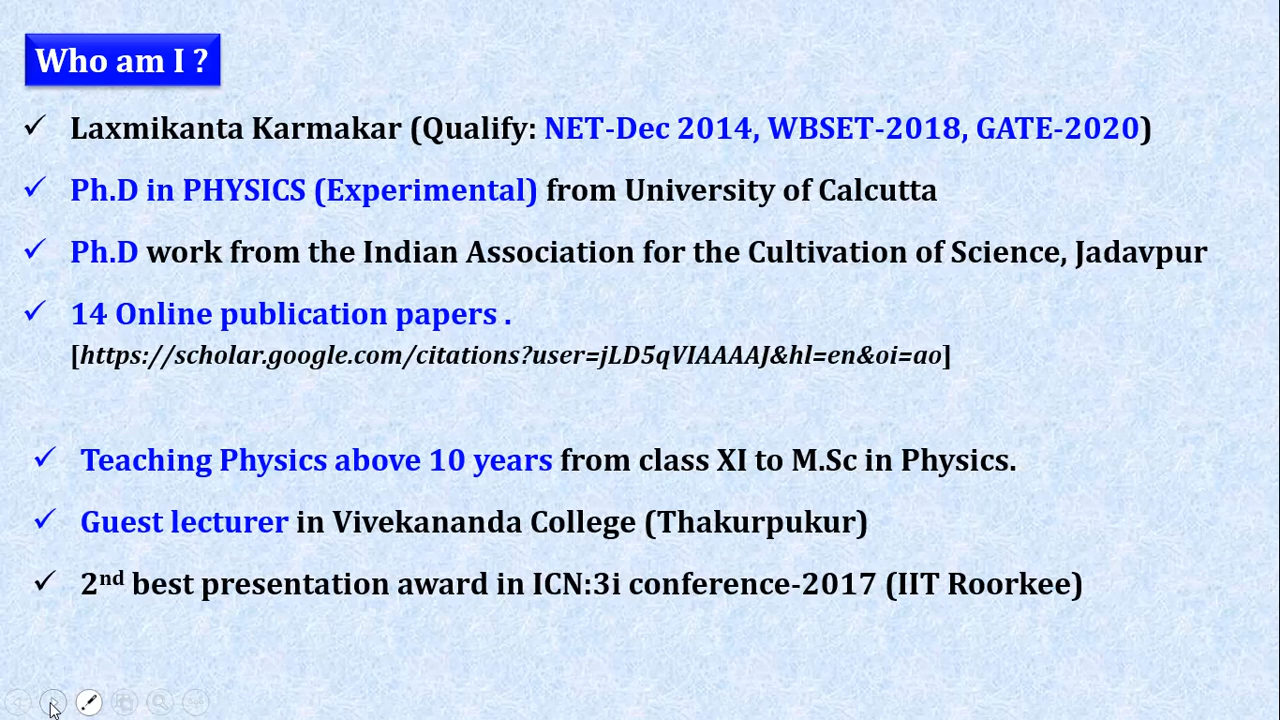 Who am I ?
✓ Laxmikanta Karmakar (Qualify: NET-Dec 2014, WBSET-2018, GATE-2020)
✓ Ph.D in PHYSICS (Experimental) from University of Calcutta
✓ Ph.D work from the Indian Association for the Cultivation of Science, Jadavpur
✓ 14 Online publication papers .
[https://scholar.google.com/citations?user=jLD5qVIAAAAJ&hl=en&oi=ao]
✓ Teaching Physics above 10 years from class XI to M.Sc in Physics.
✓ Guest lecturer in Vivekananda College (Thakurpukur)
✓ 2nd best presentation award in ICN:3i conference-2017 (IIT Roorkee)